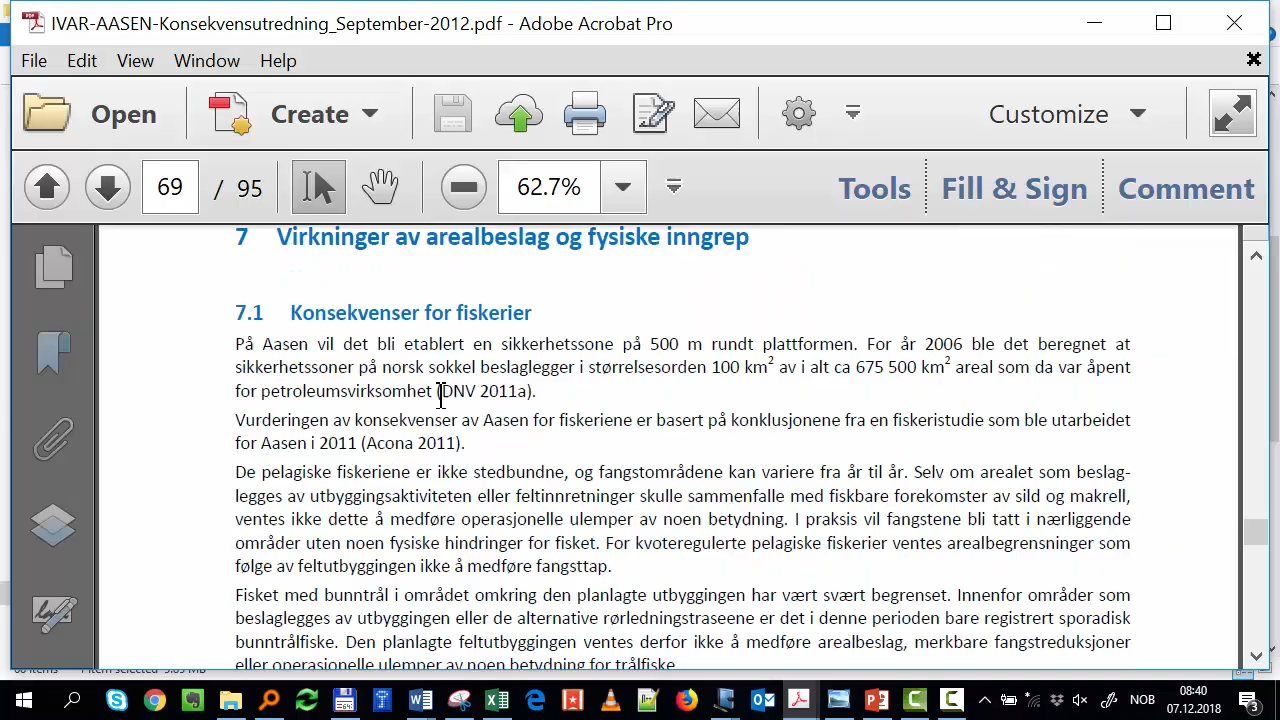 IVAR-AASEN-Konsekvensutredning_September-2012.pdf - Adobe Acrobat Pro
File Edit View Window Help
Open Create Customize
69 / 95 62.7% Tools Fill & Sign Comment
7 Virkninger av arealbeslag og fysiske inngrep
7.1 Konsekvenser for fiskerier
På Aasen vil det bli etablert en sikkerhetssone på 500 m rundt plattformen. For år 2006 ble det beregnet at
sikkerhetssoner på norsk sokkel beslaglegger i størrelsesorden 100 km² av i alt ca 675 500 km² areal som da var åpent
for petroleumsvirksomhet (DNV 2011a).
Vurderingen av konsekvenser av Aasen for fiskeriene er basert på konklusjonene fra en fiskeristudie som ble utarbeidet
for Aasen i 2011 (Acona 2011).
De pelagiske fiskeriene er ikke stedbundne, og fangstområdene kan variere fra år til år. Selv om arealet som beslag-
legges av utbyggingsaktiviteten eller feltinnretninger skulle sammenfalle med fiskbare forekomster av sild og makrell,
ventes ikke dette å medføre operasjonelle ulemper av noen betydning. I praksis vil fangstene bli tatt i nærliggende
områder uten noen fysiske hindringer for fisket. For kvoteregulerte pelagiske fiskerier ventes arealbegrensninger som
følge av feltutbyggingen ikke å medføre fangsttap.
Fisket med bunntrål i området omkring den planlagte utbyggingen har vært svært begrenset. Innenfor områder som
beslaglegges av utbyggingen eller de alternative rørledningstraseene er det i denne perioden bare registrert sporadisk
bunntrålfiske. Den planlagte feltutbyggingen ventes derfor ikke å medføre arealbeslag, merkbare fangstreduksjoner
eller operasjonelle ulemper av noen betydning for trålfiske.
NOB 08:40
07.12.2018